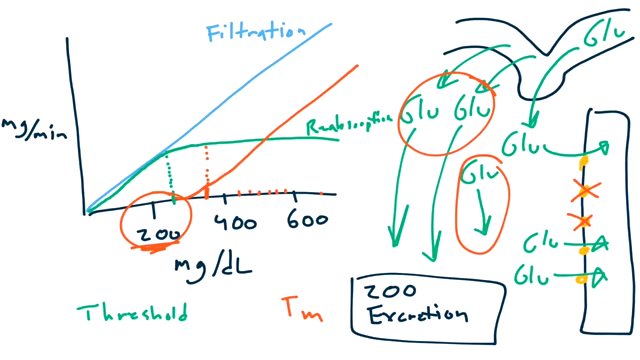 Filtration
mg/min
Reabsorption
200
400
600
mg/dL
Threshold
Tm
Glu
Glu Glu
Glu
Glu
Glu
Glu
200
Excretion